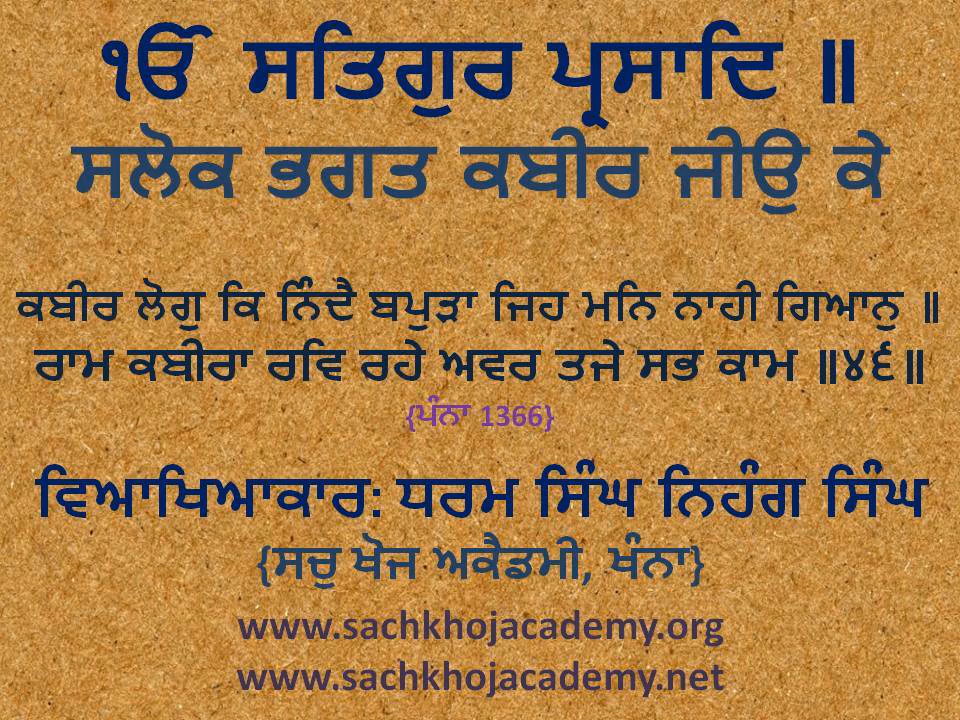 ੴ ਸਤਿਗੁਰ ਪ੍ਰਸਾਦਿ ॥
ਸਲੋਕ ਭਗਤ ਕਬੀਰ ਜੀਉ ਕੇ
ਕਬੀਰ ਲੋਗੁ ਕਿ ਨਿੰਦੈ ਬਪੁੜਾ ਜਿਹ ਮਨਿ ਨਾਹੀ ਗਿਆਨੁ ॥
ਰਾਮ ਕਬੀਰਾ ਰਵਿ ਰਹੇ ਅਵਰ ਤਜੇ ਸਭ ਕਾਮ ॥੪੬॥
{ਪੰਨਾ 1366}
ਵਿਆਖਿਆਕਾਰ: ਧਰਮ ਸਿੰਘ ਨਿਹੰਗ ਸਿੰਘ
{ਸਚੁ ਖੋਜ ਅਕੈਡਮੀ, ਖੰਨਾ}
www.sachkhojacademy.org
www.sachkhojacademy.net